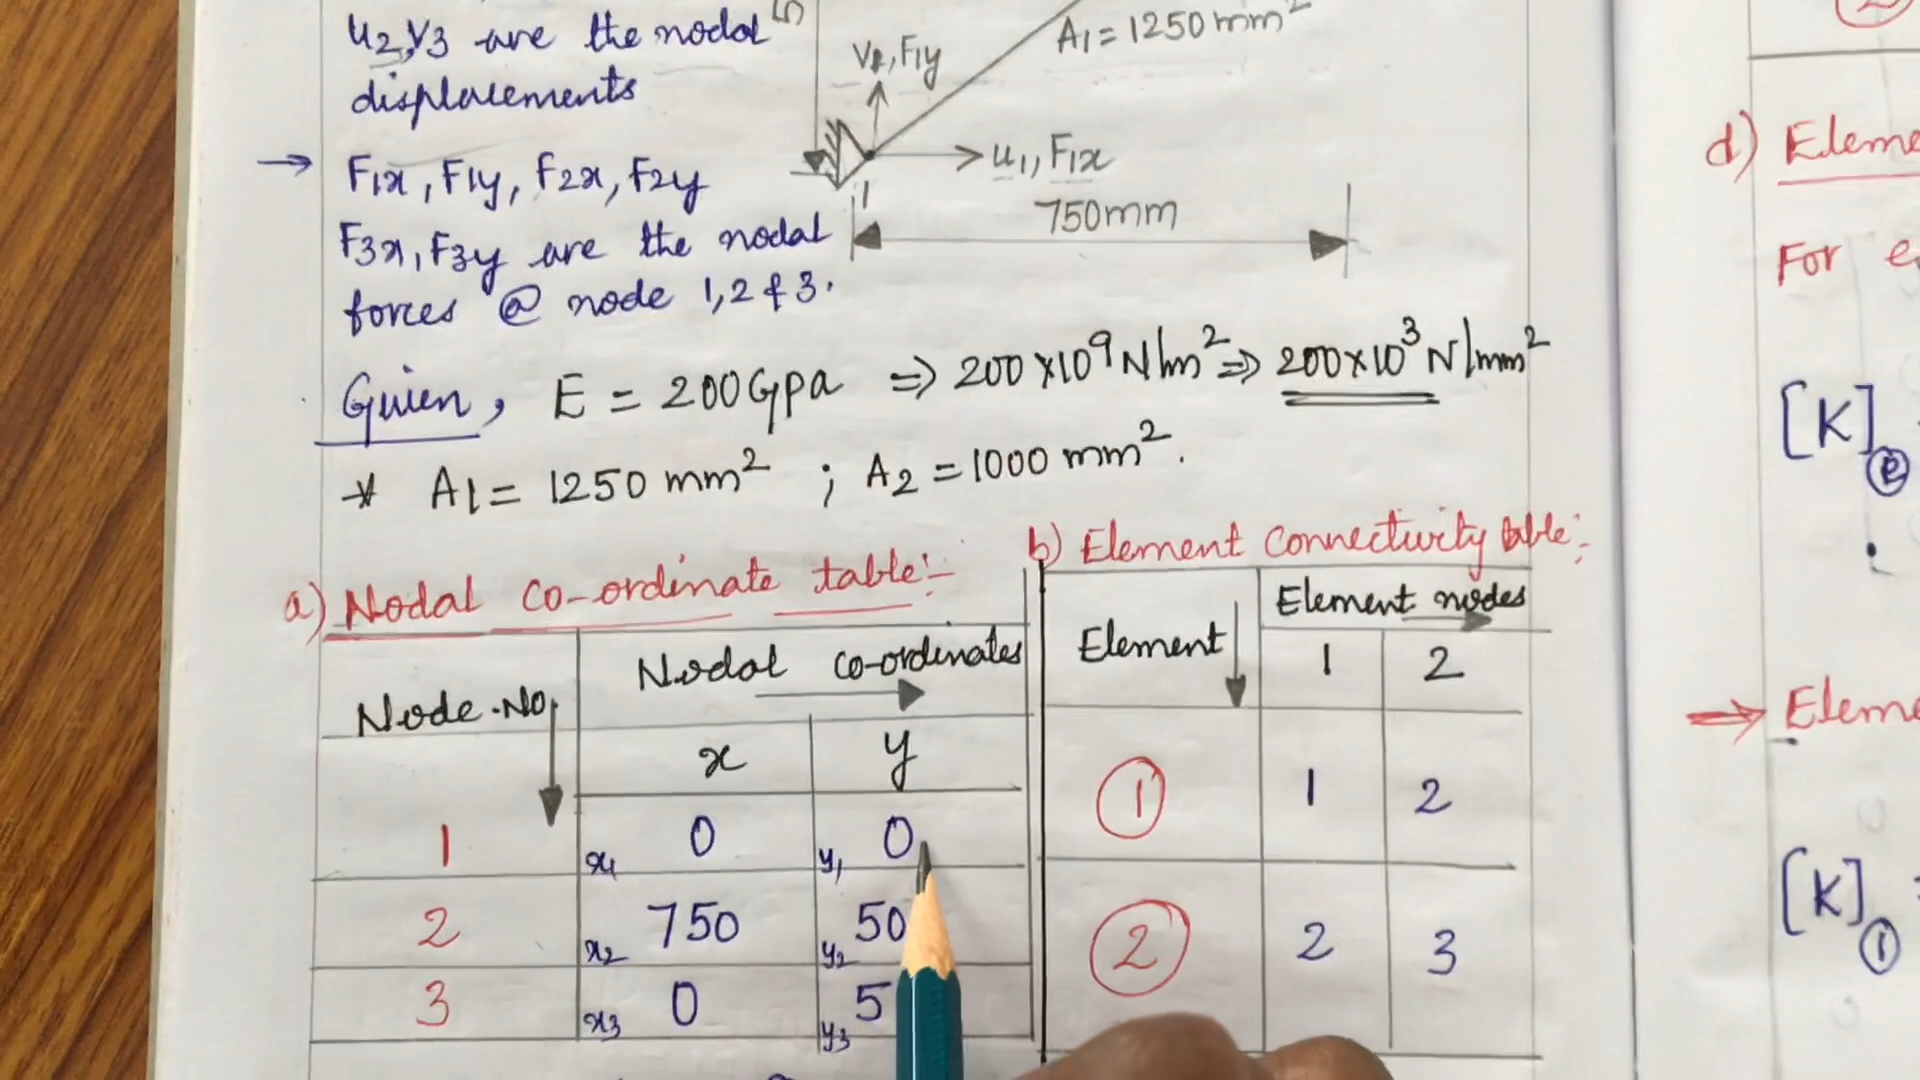 u2,v3 are the nodal
displacements
→ F1x, F1y, F2x, F2y
F3x, F3y are the nodal
forces @ node 1,2 & 3.
A1 = 1250 mm²
F1y
u1, F1x
1
750mm
Given, E = 200Gpa ⇒ 200×10⁹N/m² ⇒ 200×10³ N/mm²
* A1 = 1250 mm² ; A2 = 1000 mm².
a) Nodal co-ordinate table:-
Node.No Nodal co-ordinates
x y
1 x1 0 y1 0
2 x2 750 y2 50
3 x3 0 y3 5
b) Element connectivity table:-
Element Element nodes
1 2
① 1 2
② 2 3
d)
For
[K]
[K]①